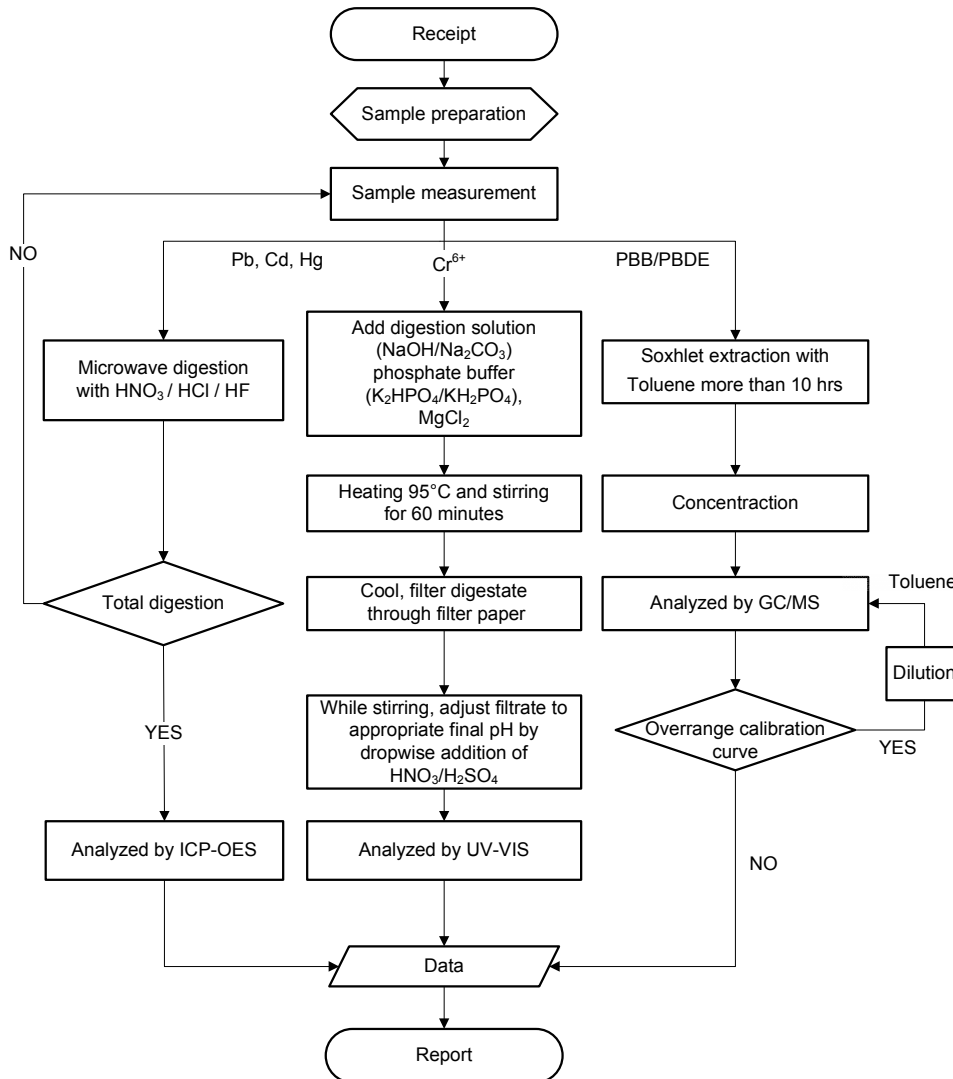 Receipt
Sample preparation
Sample measurement
NO
Pb, Cd, Hg
Cr⁶⁺
PBB/PBDE
Microwave digestion
with HNO₃ / HCl / HF
Add digestion solution
(NaOH/Na₂CO₃)
phosphate buffer
(K₂HPO₄/KH₂PO₄),
MgCl₂
Soxhlet extraction with
Toluene more than 10 hrs
Heating 95°C and stirring
for 60 minutes
Concentraction
Total digestion
Cool, filter digestate
through filter paper
Analyzed by GC/MS
Toluene
Dilution
YES
While stirring, adjust filtrate to
appropriate final pH by
dropwise addition of
HNO₃/H₂SO₄
Overrange calibration
curve
YES
Analyzed by ICP-OES
Analyzed by UV-VIS
NO
Data
Report